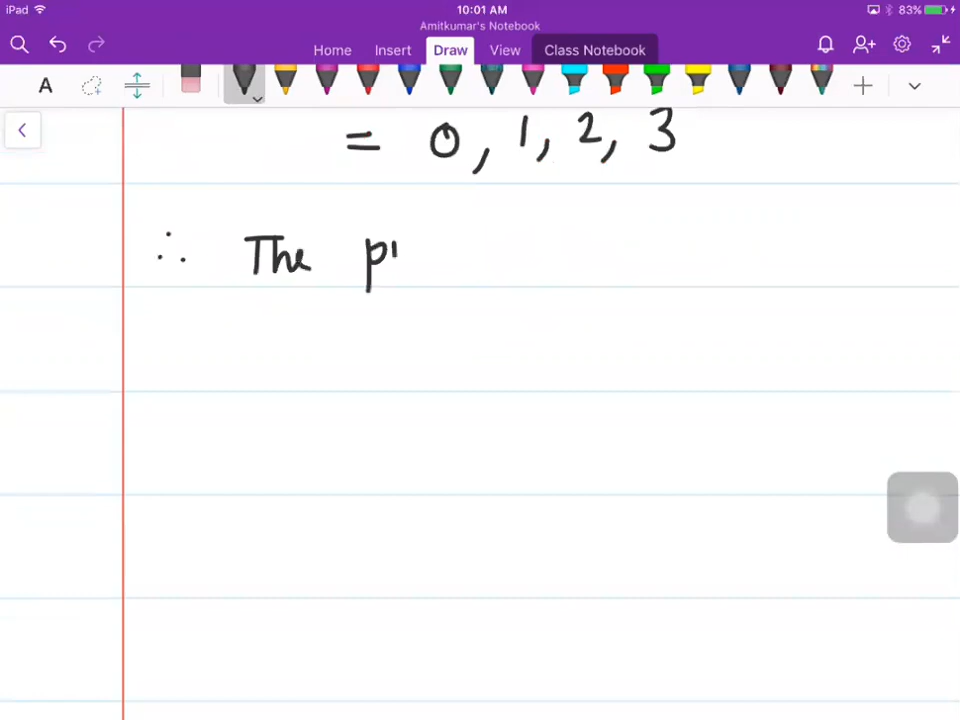 iPad 10:01 AM 83%
Amitkumar's Notebook
Home Insert Draw View Class Notebook
A
= 0, 1, 2, 3
∴ The